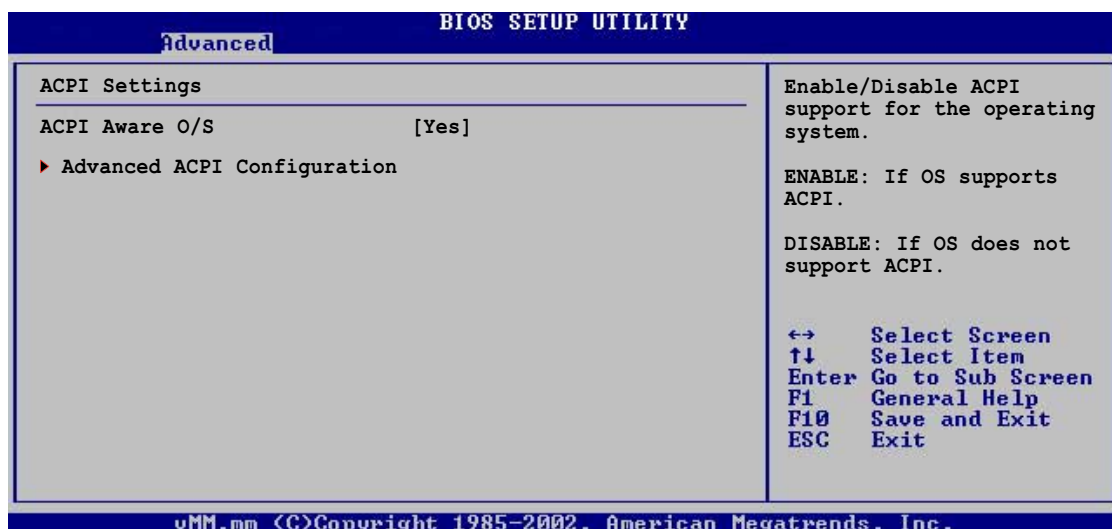 BIOS SETUP UTILITY
Advanced
ACPI Settings
ACPI Aware O/S [Yes]
Advanced ACPI Configuration
Enable/Disable ACPI
support for the operating
system.
ENABLE: If OS supports
ACPI.
DISABLE: If OS does not
support ACPI.
←→ Select Screen
↑↓ Select Item
Enter Go to Sub Screen
F1 General Help
F10 Save and Exit
ESC Exit
vMM.mm (C)Copyright 1985-2002, American Megatrends, Inc.